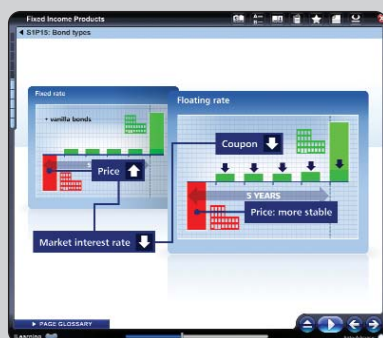 Fixed Income Products
S1P15: Bond types
Fixed rate
• vanilla bonds
Price
Market interest rate
Floating rate
Coupon
5 YEARS
Price: more stable
PAGE GLOSSARY